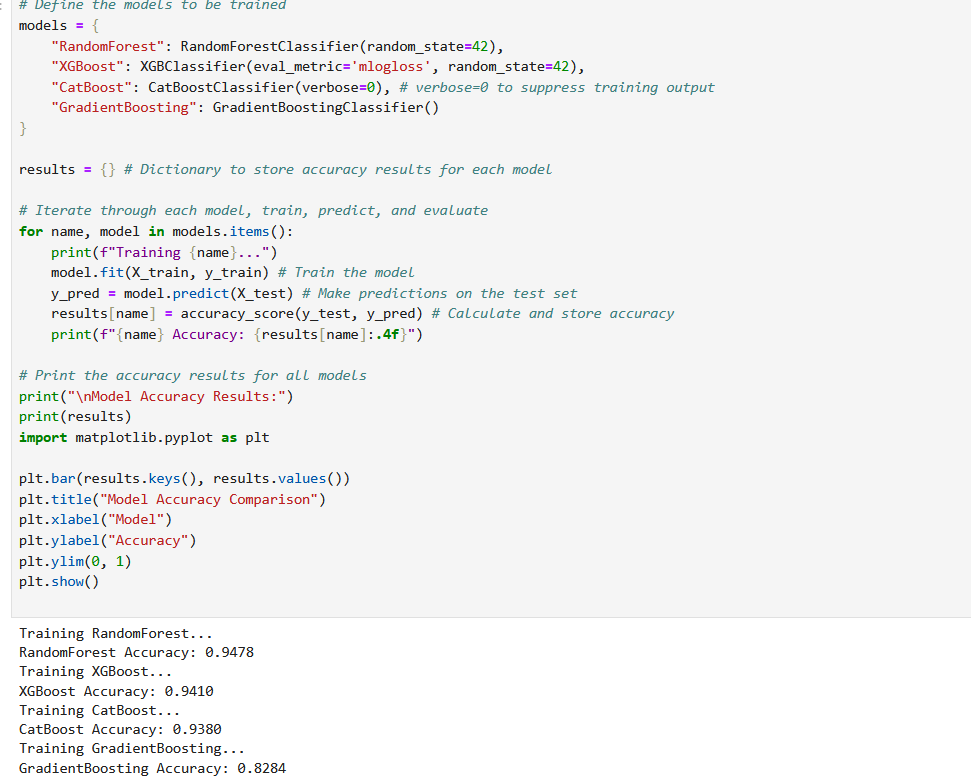 # Define the models to be trained
models = {
    "RandomForest": RandomForestClassifier(random_state=42),
    "XGBoost": XGBClassifier(eval_metric='mlogloss', random_state=42),
    "CatBoost": CatBoostClassifier(verbose=0), # verbose=0 to suppress training output
    "GradientBoosting": GradientBoostingClassifier()
}

results = {} # Dictionary to store accuracy results for each model

# Iterate through each model, train, predict, and evaluate
for name, model in models.items():
    print(f"Training {name}...")
    model.fit(X_train, y_train) # Train the model
    y_pred = model.predict(X_test) # Make predictions on the test set
    results[name] = accuracy_score(y_test, y_pred) # Calculate and store accuracy
    print(f"{name} Accuracy: {results[name]:.4f}")

# Print the accuracy results for all models
print("\nModel Accuracy Results:")
print(results)
import matplotlib.pyplot as plt

plt.bar(results.keys(), results.values())
plt.title("Model Accuracy Comparison")
plt.xlabel("Model")
plt.ylabel("Accuracy")
plt.ylim(0, 1)
plt.show()

Training RandomForest...
RandomForest Accuracy: 0.9478
Training XGBoost...
XGBoost Accuracy: 0.9410
Training CatBoost...
CatBoost Accuracy: 0.9380
Training GradientBoosting...
GradientBoosting Accuracy: 0.8284